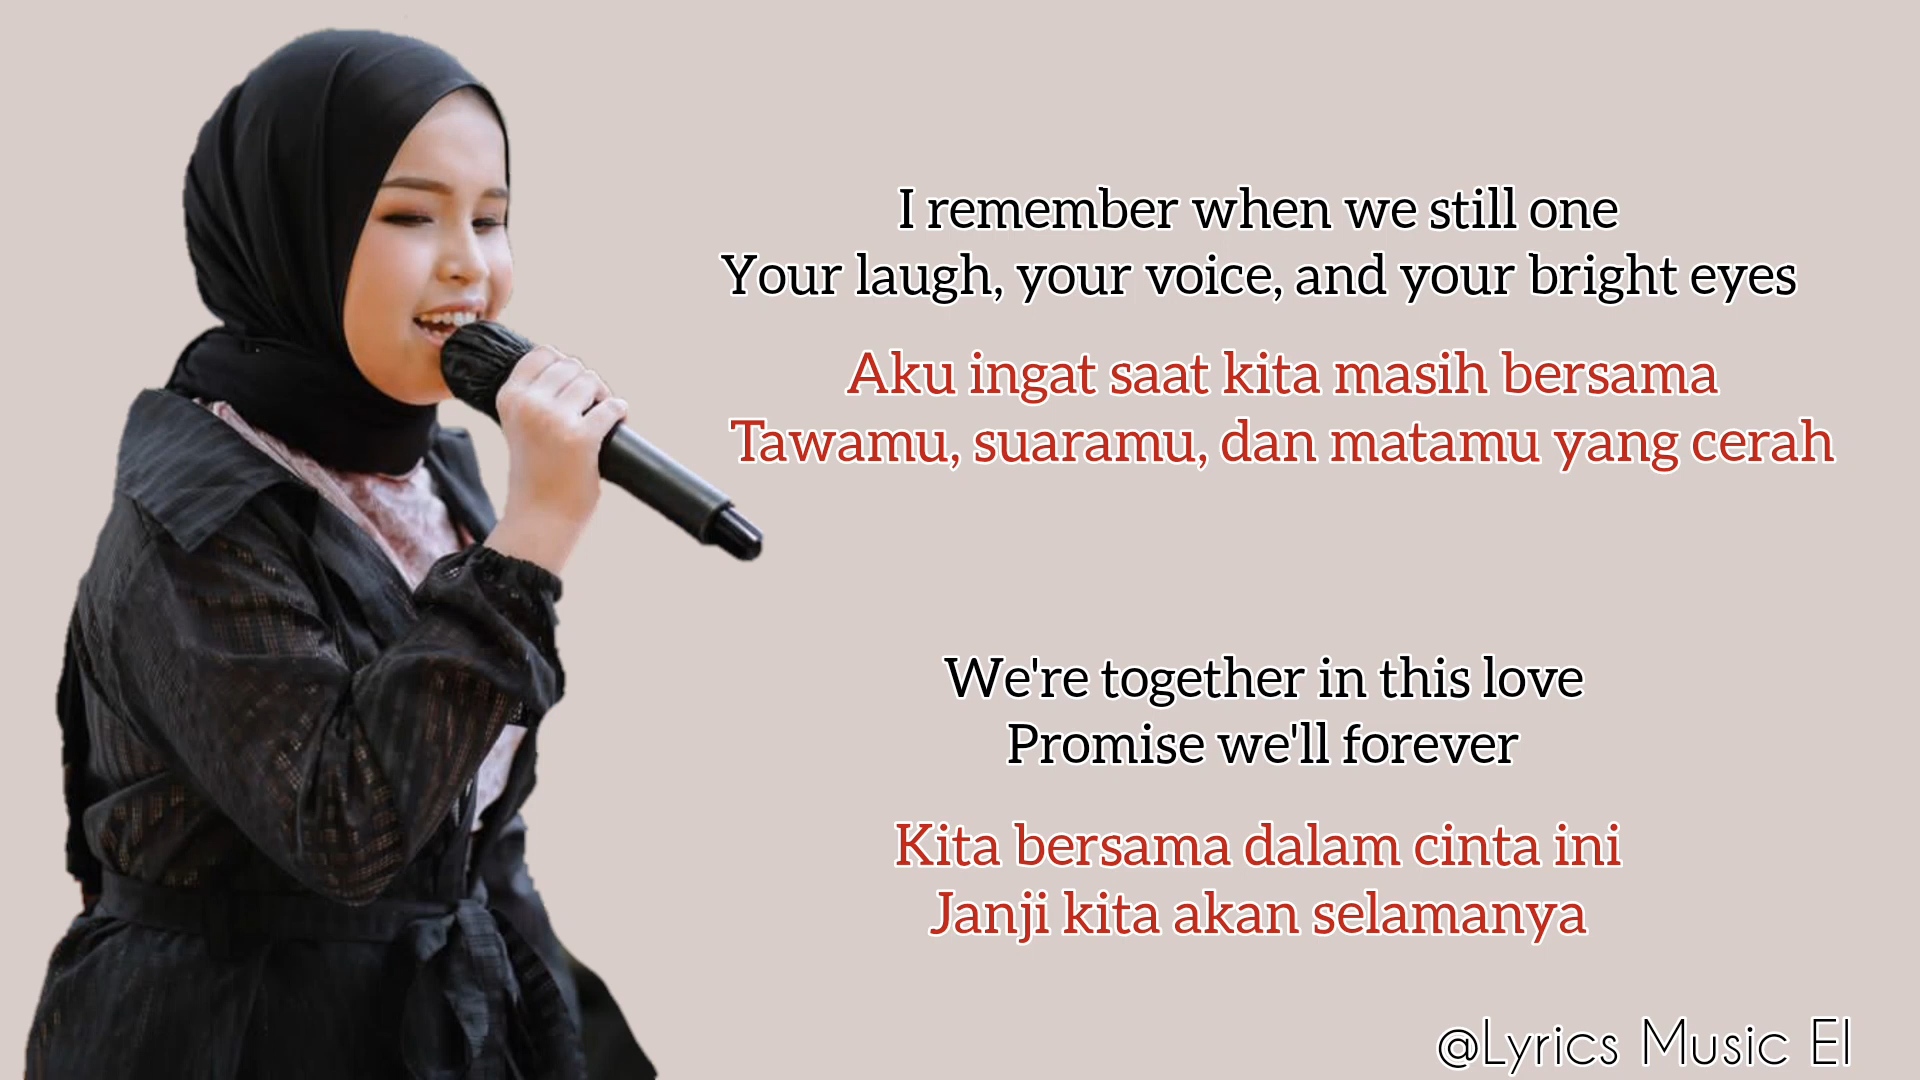 I remember when we still one
Your laugh, your voice, and your bright eyes
Aku ingat saat kita masih bersama
Tawamu, suaramu, dan matamu yang cerah
We're together in this love
Promise we'll forever
Kita bersama dalam cinta ini
Janji kita akan selamanya
@Lyrics Music El